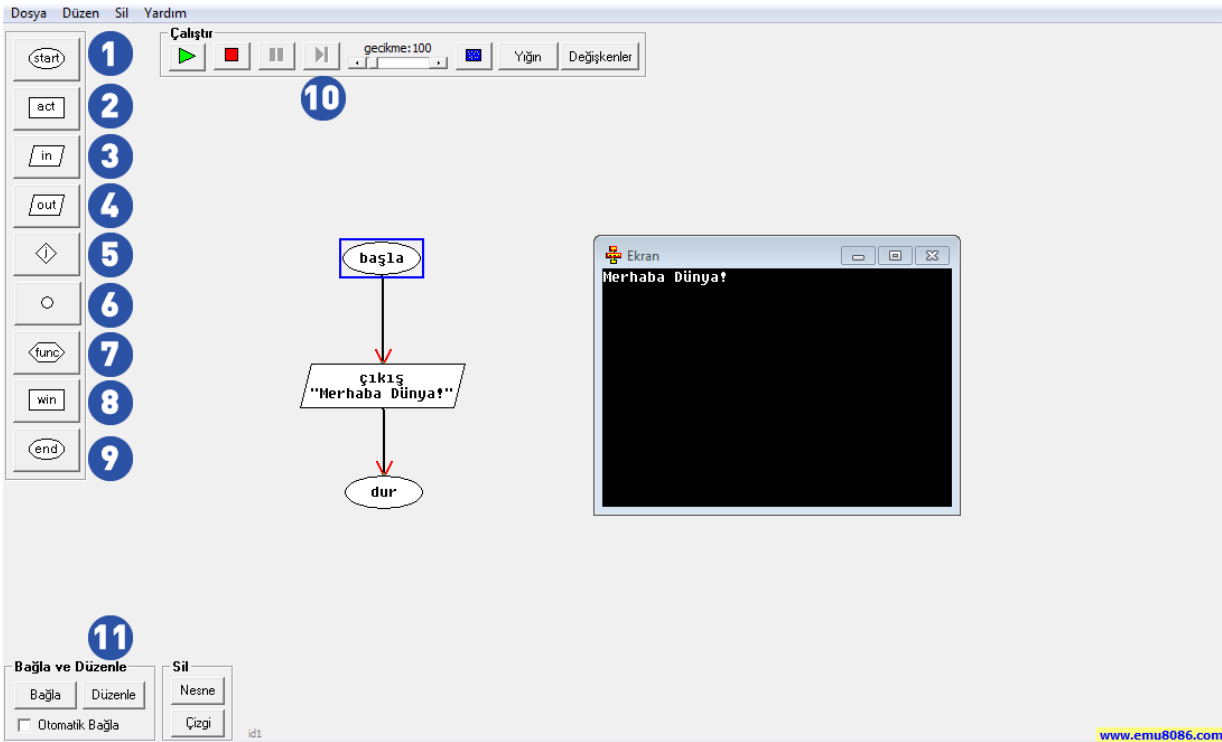 Dosya Düzen Sil Yardım
Çalıştır
gecikme:100
Yığın
Değişkenler
start
1
act
2
in
3
out
4
i
5
6
func
7
win
8
end
9
10
başla
çıkış
"Merhaba Dünya!"
dur
Ekran
Merhaba Dünya!
11
Bağla ve Düzenle
Bağla
Düzenle
Otomatik Bağla
Sil
Nesne
Çizgi
id1
www.emu8086.com